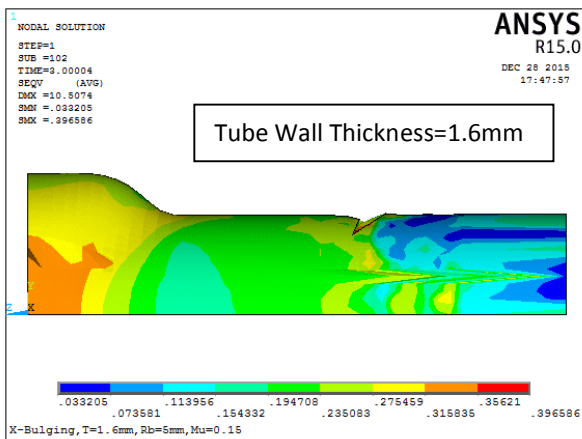 1
NODAL SOLUTION
STEP=1
SUB =102
TIME=3.00004
SEQV (AVG)
DMX =10.5074
SMN =.033205
SMX =.396586
ANSYS
R15.0
DEC 28 2015
17:47:57
Tube Wall Thickness=1.6mm
Y
Z X
.033205 .113956 .194708 .275459 .35621
.073581 .154332 .235083 .315835 .396586
X-Bulging,T=1.6mm,Rb=5mm,Mu=0.15